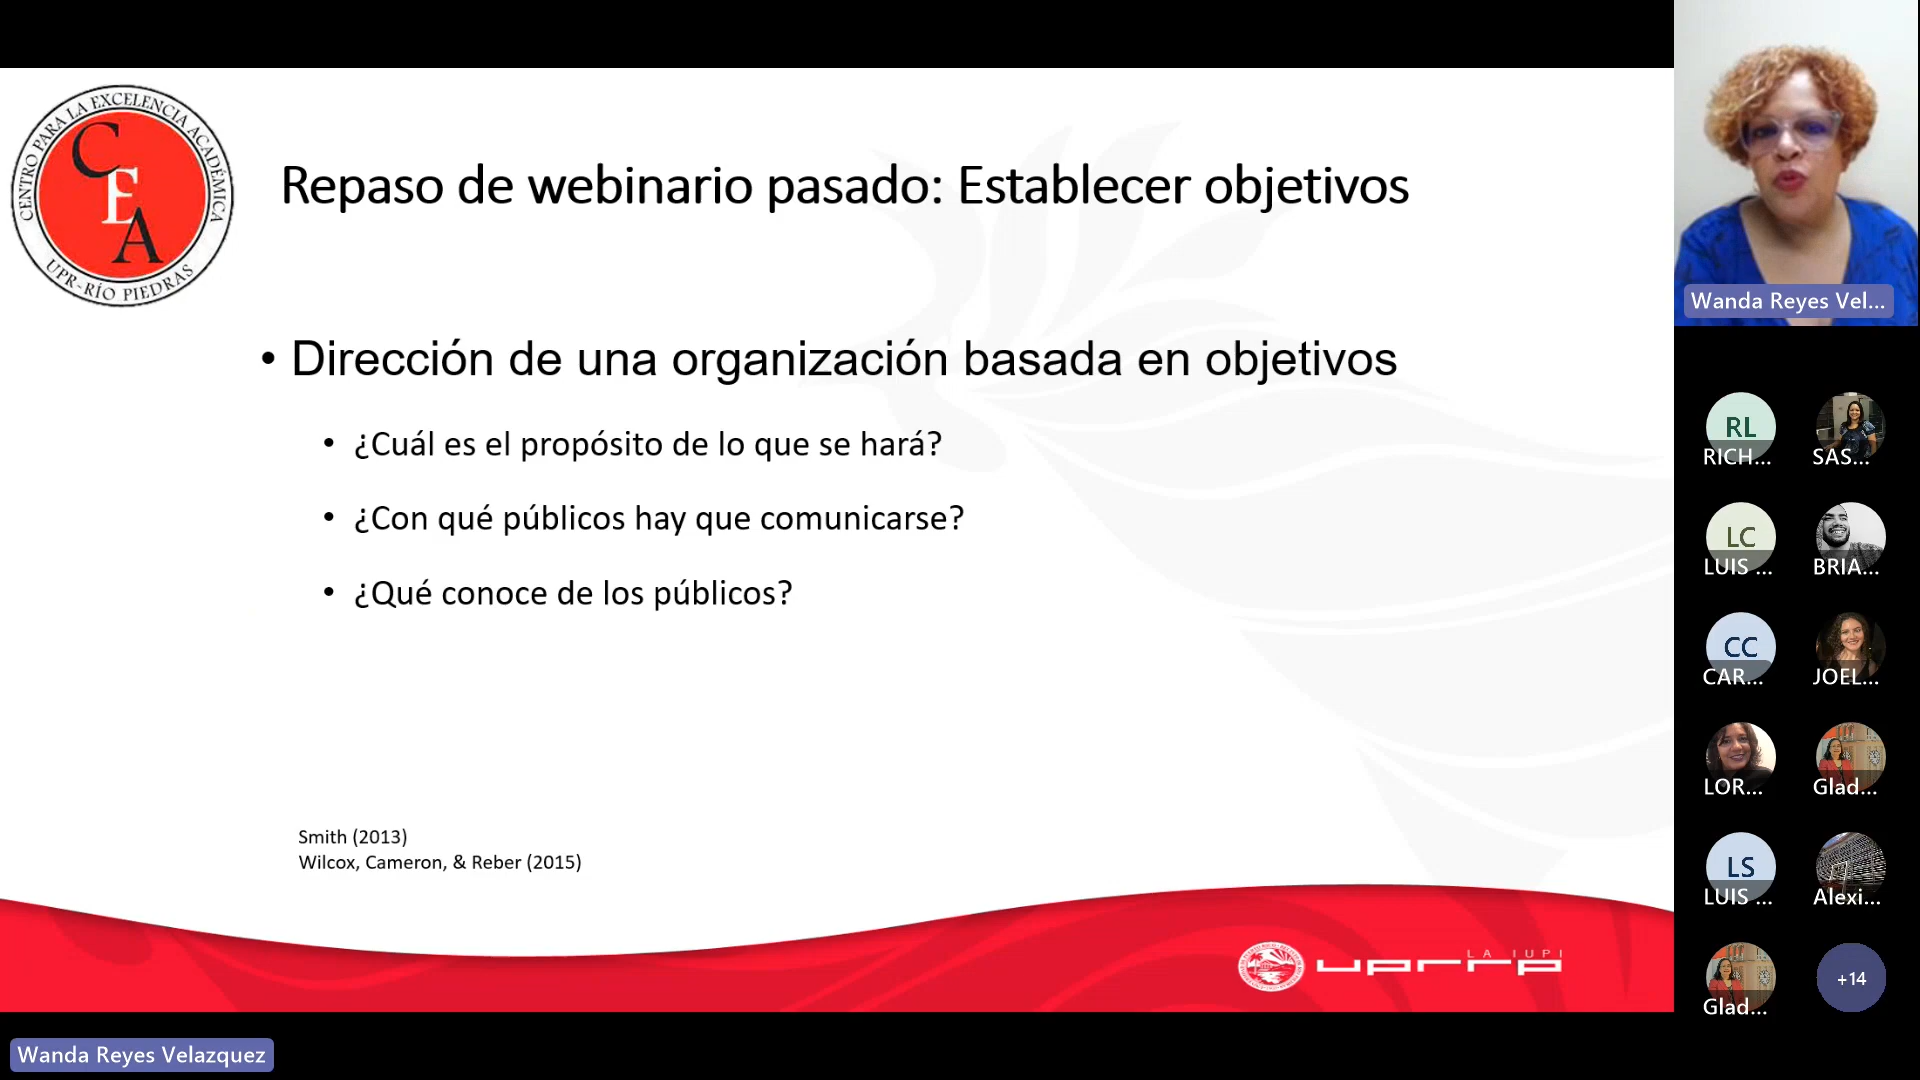 CENTRO PARA LA EXCELENCIA ACADÉMICA
CEA
UPR-RÍO PIEDRAS
Repaso de webinario pasado: Establecer objetivos
• Dirección de una organización basada en objetivos
• ¿Cuál es el propósito de lo que se hará?
• ¿Con qué públicos hay que comunicarse?
• ¿Qué conoce de los públicos?
Smith (2013)
Wilcox, Cameron, & Reber (2015)
LA IUPI
uprrp
Wanda Reyes Velazquez
Wanda Reyes Vel...
RL
RICH...
SAS...
LC
LUIS ...
BRIA...
CC
CAR...
JOEL...
LOR...
Glad...
LS
LUIS ...
Alexi...
Glad...
+14